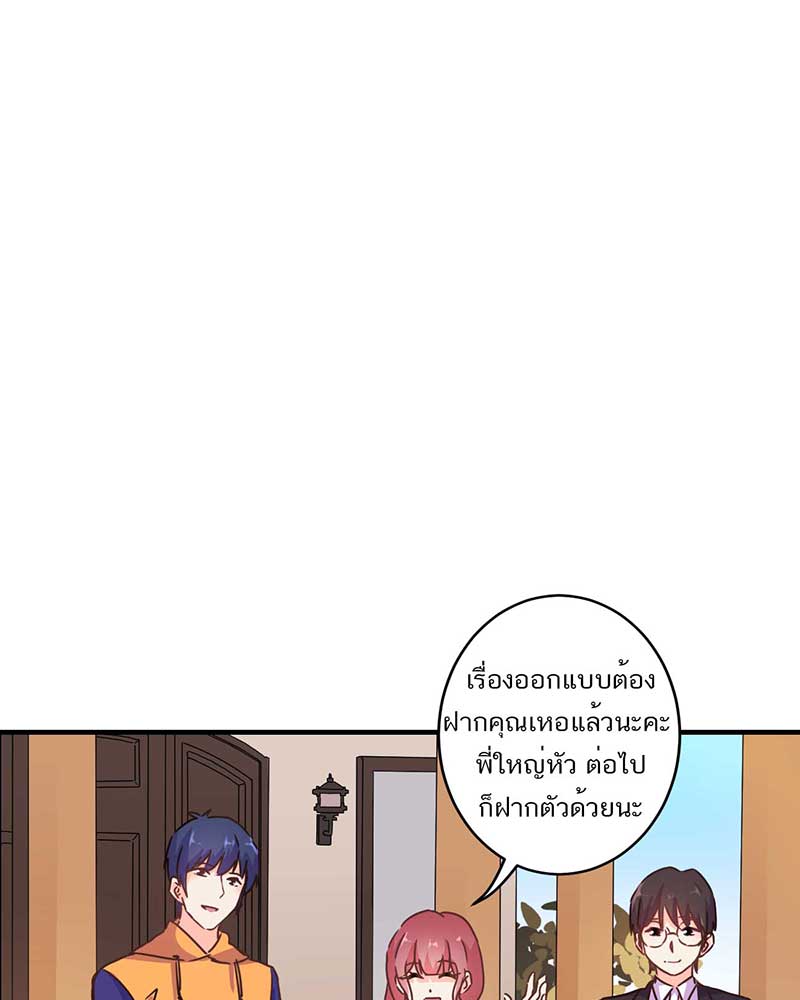 เรื่องออกแบบต้อง
ฝากคุณเหอแล้วนะคะ
พี่ใหญ่หัว ต่อไป
ก็ฝากตัวด้วยนะ